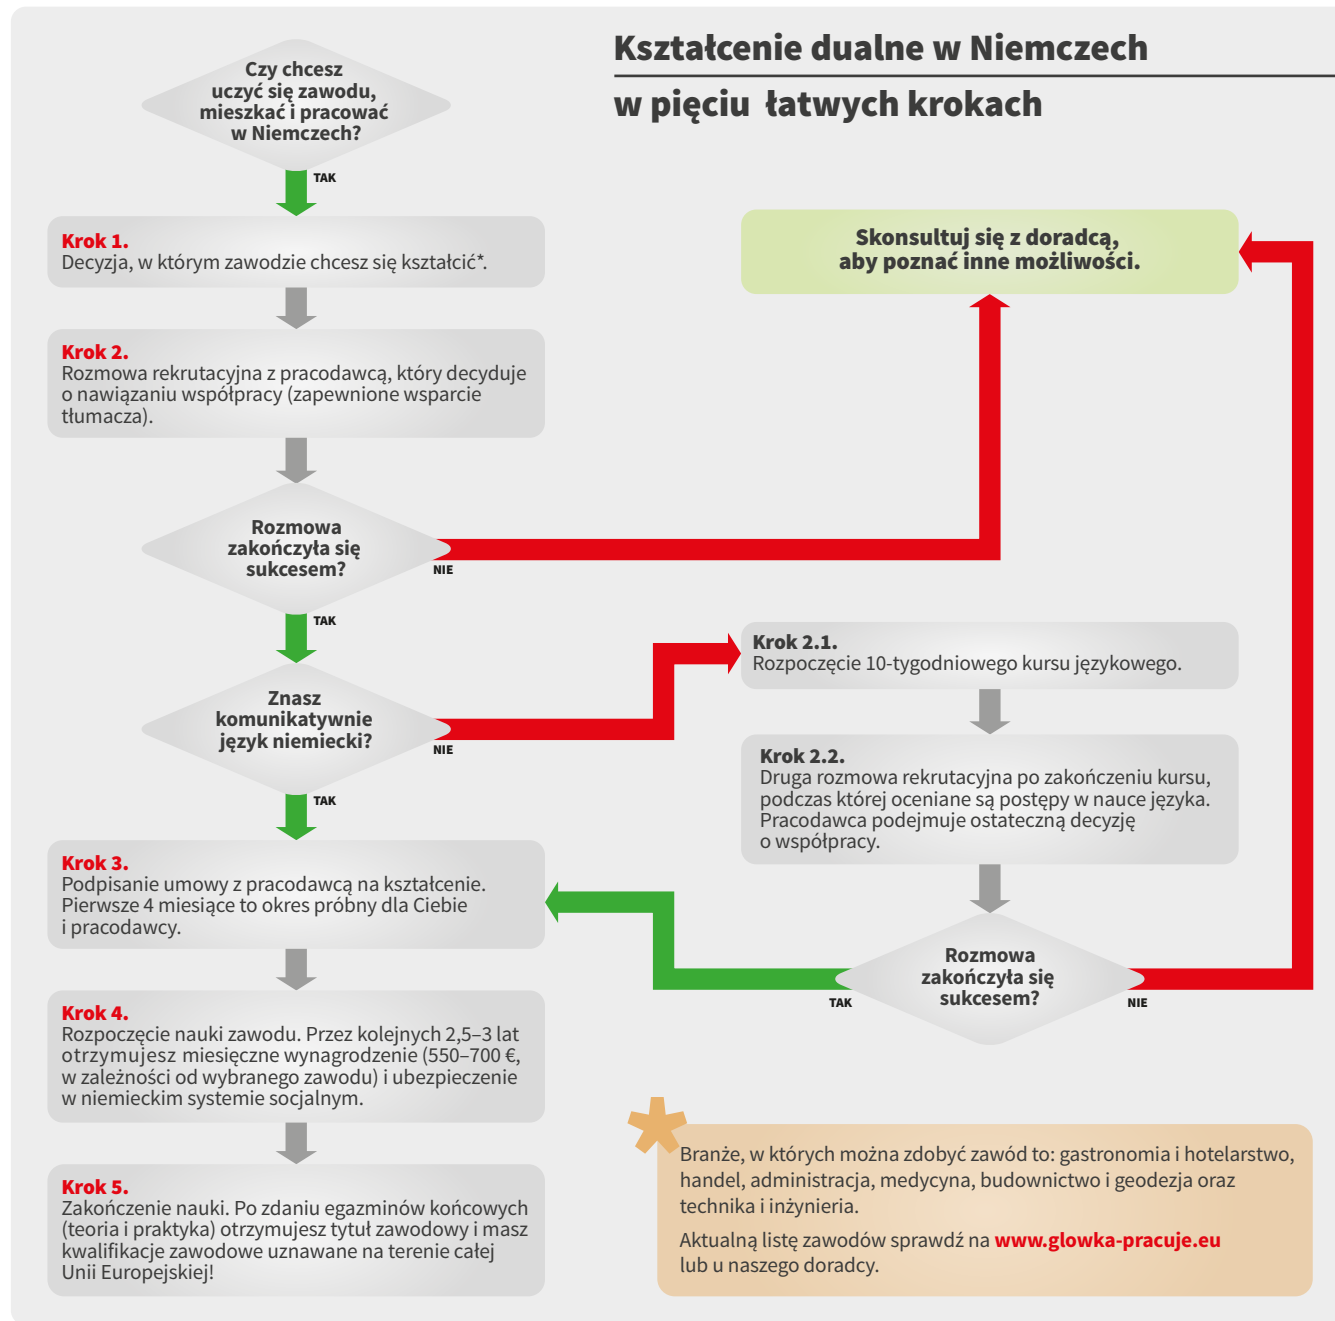 Kształcenie dualne w Niemczech
w pięciu łatwych krokach
Czy chcesz
uczyć się zawodu,
mieszkać i pracować
w Niemczech?
TAK
Krok 1.
Decyzja, w którym zawodzie chcesz się kształcić*.
Skonsultuj się z doradcą,
aby poznać inne możliwości.
Krok 2.
Rozmowa rekrutacyjna z pracodawcą, który decyduje
o nawiązaniu współpracy (zapewnione wsparcie
tłumacza).
Rozmowa
zakończyła się
sukcesem?
NIE
TAK
Znasz
komunikatywnie
język niemiecki?
NIE
TAK
Krok 2.1.
Rozpoczęcie 10-tygodniowego kursu językowego.
Krok 2.2.
Druga rozmowa rekrutacyjna po zakończeniu kursu,
podczas której oceniane są postępy w nauce języka.
Pracodawca podejmuje ostateczną decyzję
o współpracy.
Rozmowa
zakończyła się
sukcesem?
TAK
NIE
Krok 3.
Podpisanie umowy z pracodawcą na kształcenie.
Pierwsze 4 miesiące to okres próbny dla Ciebie
i pracodawcy.
Krok 4.
Rozpoczęcie nauki zawodu. Przez kolejnych 2,5–3 lat
otrzymujesz miesięczne wynagrodzenie (550–700 €,
w zależności od wybranego zawodu) i ubezpieczenie
w niemieckim systemie socjalnym.
Krok 5.
Zakończenie nauki. Po zdaniu egazminów końcowych
(teoria i praktyka) otrzymujesz tytuł zawodowy i masz
kwalifikacje zawodowe uznawane na terenie całej
Unii Europejskiej!
*
Branże, w których można zdobyć zawód to: gastronomia i hotelarstwo,
handel, administracja, medycyna, budownictwo i geodezja oraz
technika i inżynieria.
Aktualną listę zawodów sprawdź na www.glowka-pracuje.eu
lub u naszego doradcy.